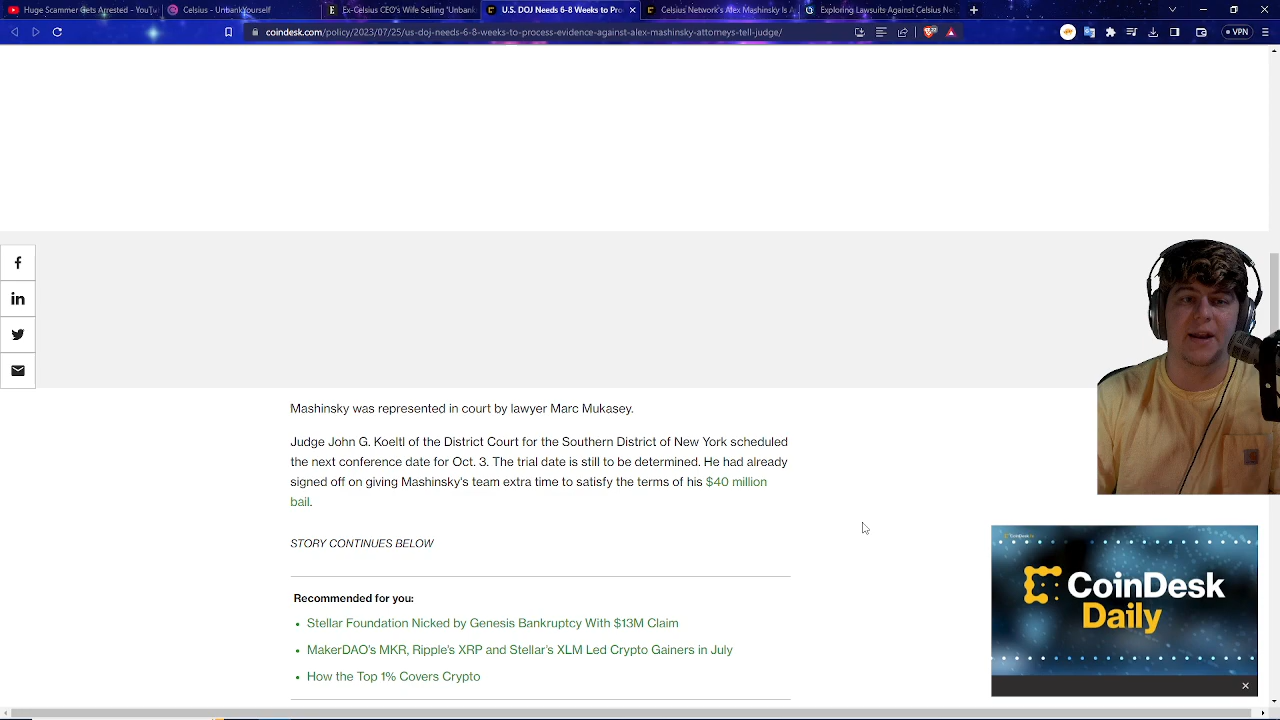 Huge Scammer Gets Arrested - YouTu
Celsius - UnbankYourself
Ex-Celsius CEO's Wife Selling 'Unban
U.S. DOJ Needs 6-8 Weeks to Pro
Celsius Network's Alex Mashinsky Is A
Exploring Lawsuits Against Celsius Ne
coindesk.com/policy/2023/07/25/us-doj-needs-6-8-weeks-to-process-evidence-against-alex-mashinsky-attorneys-tell-judge/
VPN
Mashinsky was represented in court by lawyer Marc Mukasey.
Judge John G. Koeltl of the District Court for the Southern District of New York scheduled
the next conference date for Oct. 3. The trial date is still to be determined. He had already
signed off on giving Mashinsky's team extra time to satisfy the terms of his $40 million
bail.
STORY CONTINUES BELOW
Recommended for you:
Stellar Foundation Nicked by Genesis Bankruptcy With $13M Claim
MakerDAO's MKR, Ripple's XRP and Stellar's XLM Led Crypto Gainers in July
How the Top 1% Covers Crypto
CoinDesk
Daily